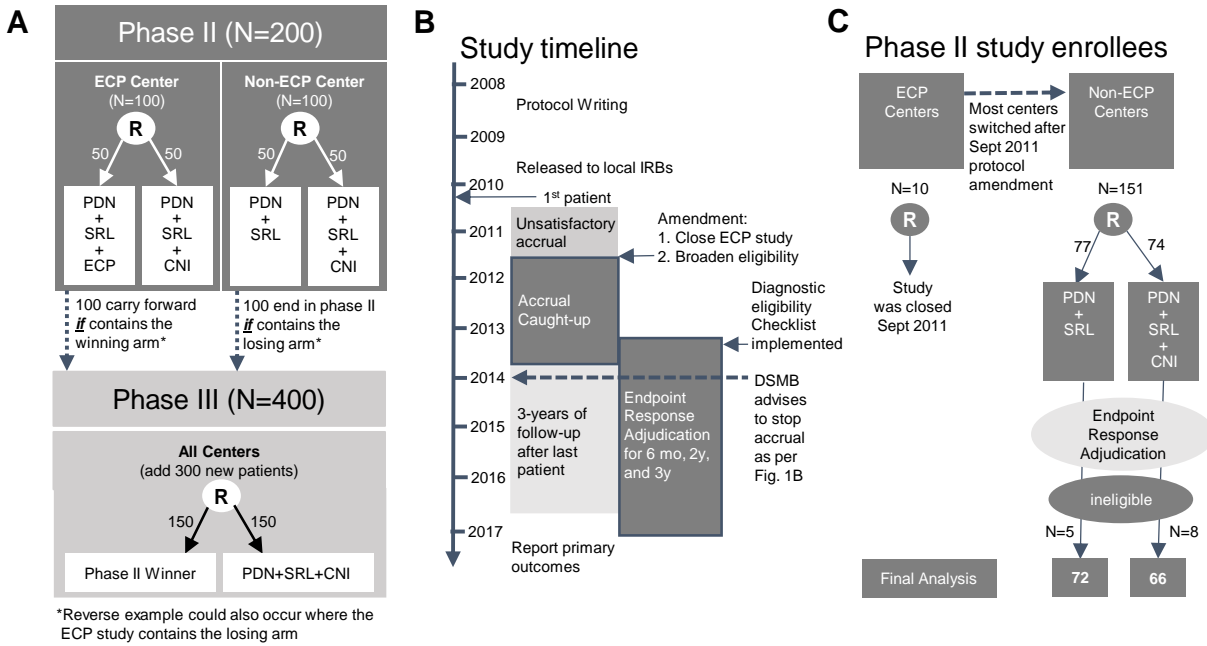 A
Phase II (N=200)
ECP Center
(N=100)
R
50
50
PDN
+
SRL
+
ECP
PDN
+
SRL
+
CNI
Non-ECP Center
(N=100)
R
50
50
PDN
+
SRL
PDN
+
SRL
+
CNI
100 carry forward
if contains the
winning arm*
100 end in phase II
if contains the
losing arm*
Phase III (N=400)
All Centers
(add 300 new patients)
R
150
150
Phase II Winner
PDN+SRL+CNI
*Reverse example could also occur where the
ECP study contains the losing arm
B
Study timeline
2008
Protocol Writing
2009
Released to local IRBs
2010
1st patient
2011
Unsatisfactory
accrual
Amendment:
1. Close ECP study
2. Broaden eligibility
2012
Accrual
Caught-up
Diagnostic
eligibility
Checklist
implemented
2013
2014
DSMB
advises
to stop
accrual
as per
Fig. 1B
3-years of
follow-up
after last
patient
Endpoint
Response
Adjudication
for 6 mo, 2y,
and 3y
2015
2016
2017
Report primary
outcomes
C
Phase II study enrollees
ECP
Centers
Most centers
switched after
Sept 2011
protocol
amendment
Non-ECP
Centers
N=10
R
Study
was closed
Sept 2011
N=151
R
77
74
PDN
+
SRL
PDN
+
SRL
+
CNI
Endpoint
Response
Adjudication
ineligible
N=5
N=8
Final Analysis
72
66